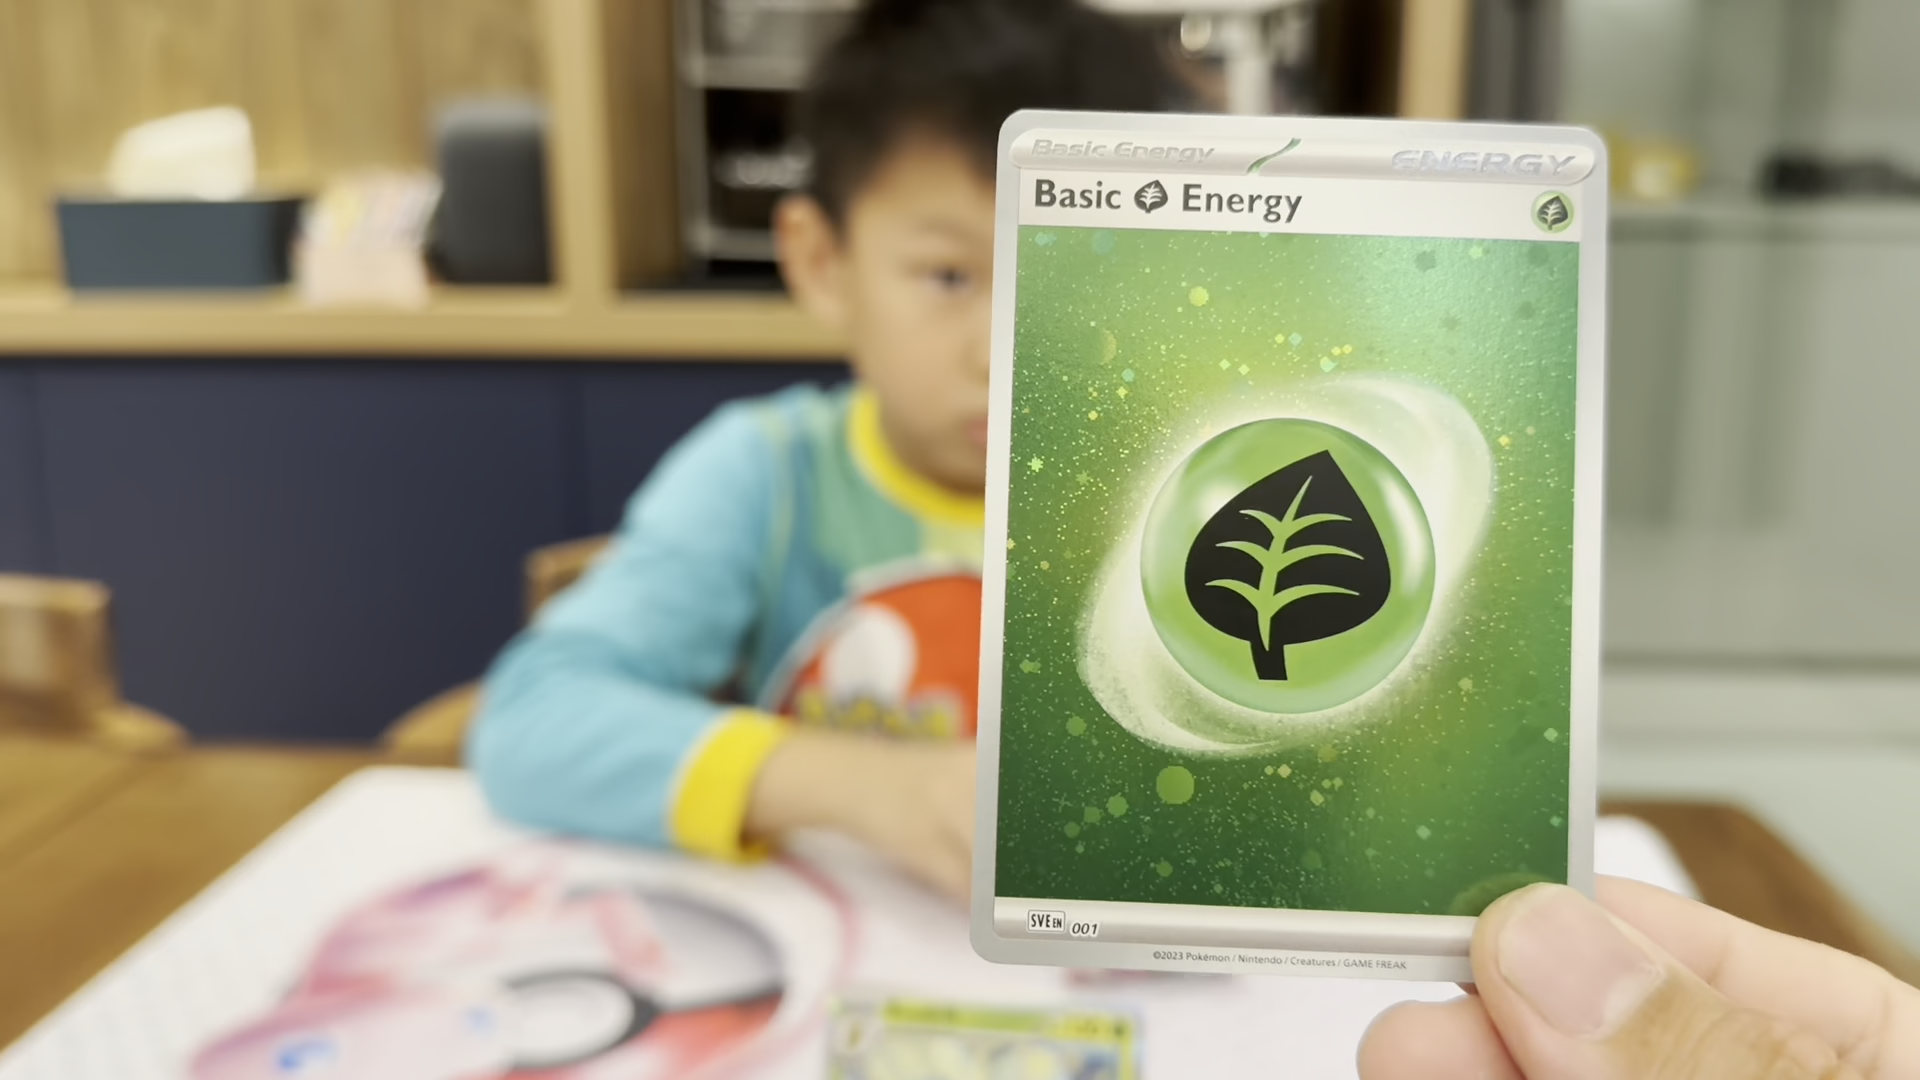 Basic Energy
ENERGY
Basic Energy
SVE EN 001
©2023 Pokémon / Nintendo / Creatures / GAME FREAK